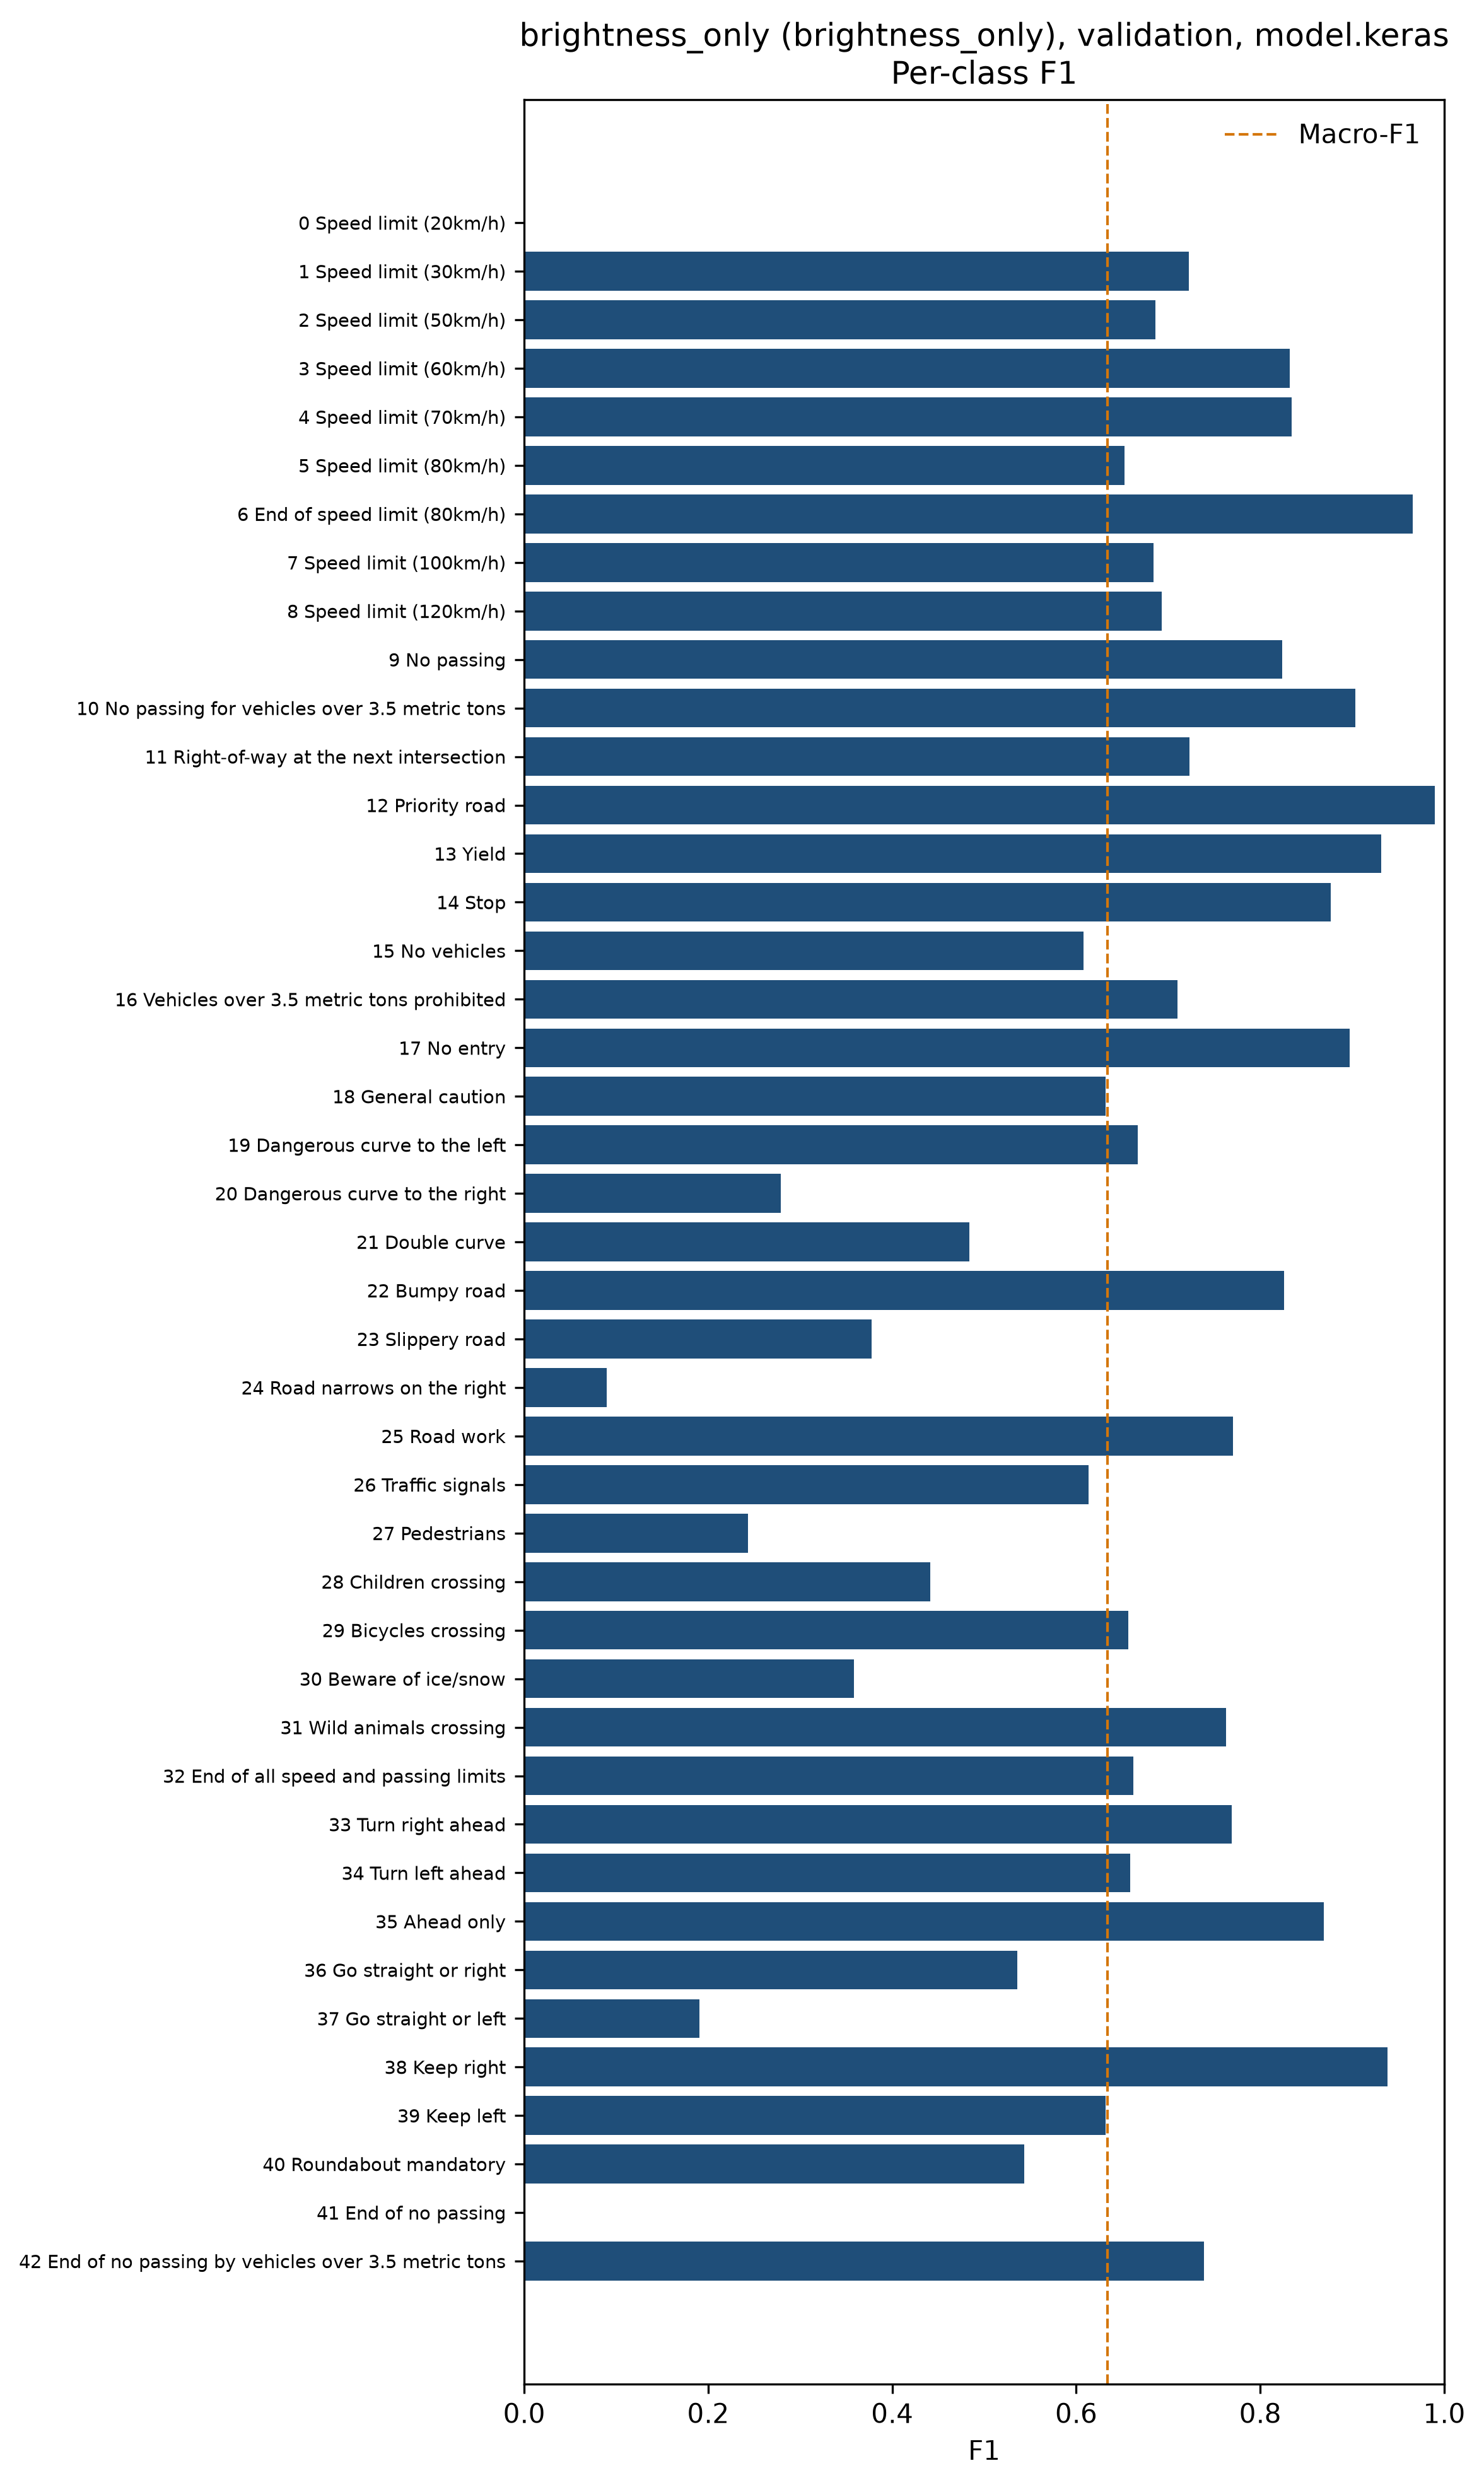 brightness_only (brightness_only), validation, model.keras
Per-class F1
Macro-F1
0 Speed limit (20km/h)
1 Speed limit (30km/h)
2 Speed limit (50km/h)
3 Speed limit (60km/h)
4 Speed limit (70km/h)
5 Speed limit (80km/h)
6 End of speed limit (80km/h)
7 Speed limit (100km/h)
8 Speed limit (120km/h)
9 No passing
10 No passing for vehicles over 3.5 metric tons
11 Right-of-way at the next intersection
12 Priority road
13 Yield
14 Stop
15 No vehicles
16 Vehicles over 3.5 metric tons prohibited
17 No entry
18 General caution
19 Dangerous curve to the left
20 Dangerous curve to the right
21 Double curve
22 Bumpy road
23 Slippery road
24 Road narrows on the right
25 Road work
26 Traffic signals
27 Pedestrians
28 Children crossing
29 Bicycles crossing
30 Beware of ice/snow
31 Wild animals crossing
32 End of all speed and passing limits
33 Turn right ahead
34 Turn left ahead
35 Ahead only
36 Go straight or right
37 Go straight or left
38 Keep right
39 Keep left
40 Roundabout mandatory
41 End of no passing
42 End of no passing by vehicles over 3.5 metric tons
0.0 0.2 0.4 0.6 0.8 1.0
F1